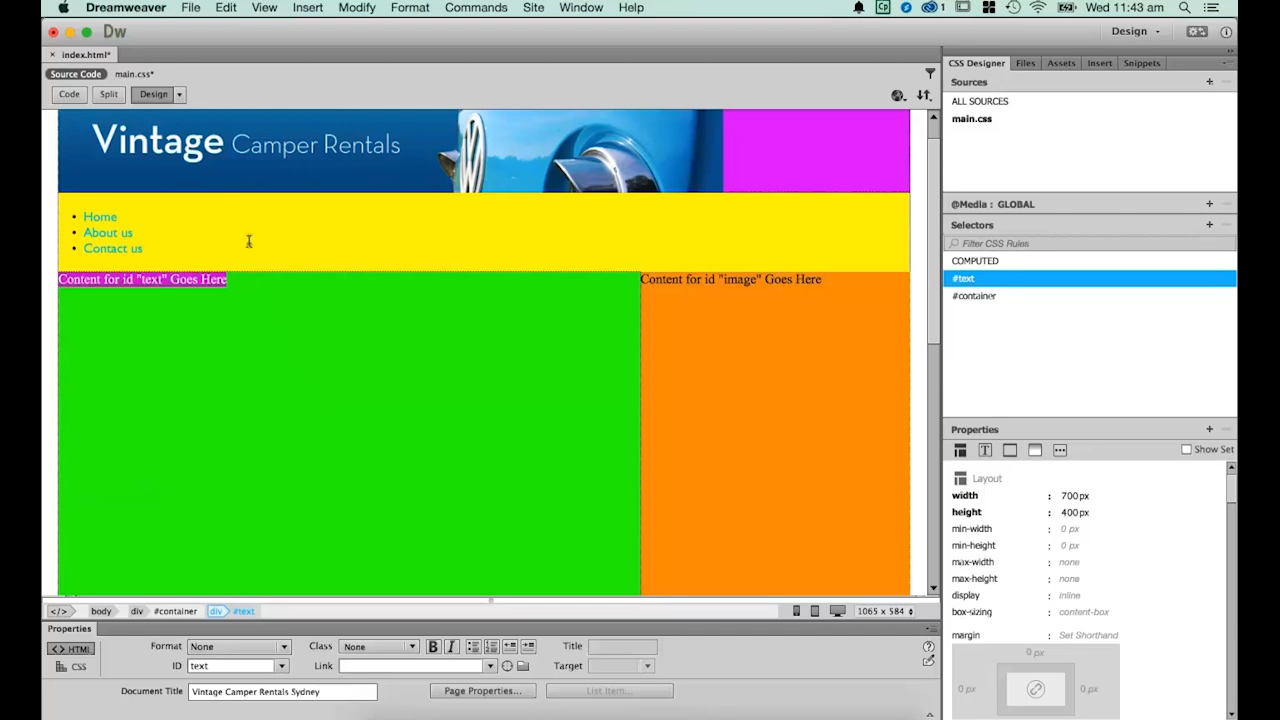 Dreamweaver File Edit View Insert Modify Format Commands Site Window Help 1 Wed 11:43 am
Dw Design
× index.html*
Source Code main.css*
Code Split Design
Vintage Camper Rentals
• Home
• About us
• Contact us
Content for id "text" Goes Here
Content for id "image" Goes Here
</> body div #container div #text 1065 x 584
Properties
<> HTML
CSS
Format None Class None B I Title
ID text Link Target
Document Title Vintage Camper Rentals Sydney Page Properties... List Item...
CSS Designer Files Assets Insert Snippets
Sources
ALL SOURCES
main.css
@Media : GLOBAL
Selectors
Filter CSS Rules
COMPUTED
#text
#container
Properties
Show Set
Layout
width : 700 px
height : 400 px
min-width : 0 px
min-height : 0 px
max-width : none
max-height : none
display : inline
box-sizing : content-box
margin : Set Shorthand
0 px
0 px 0 px